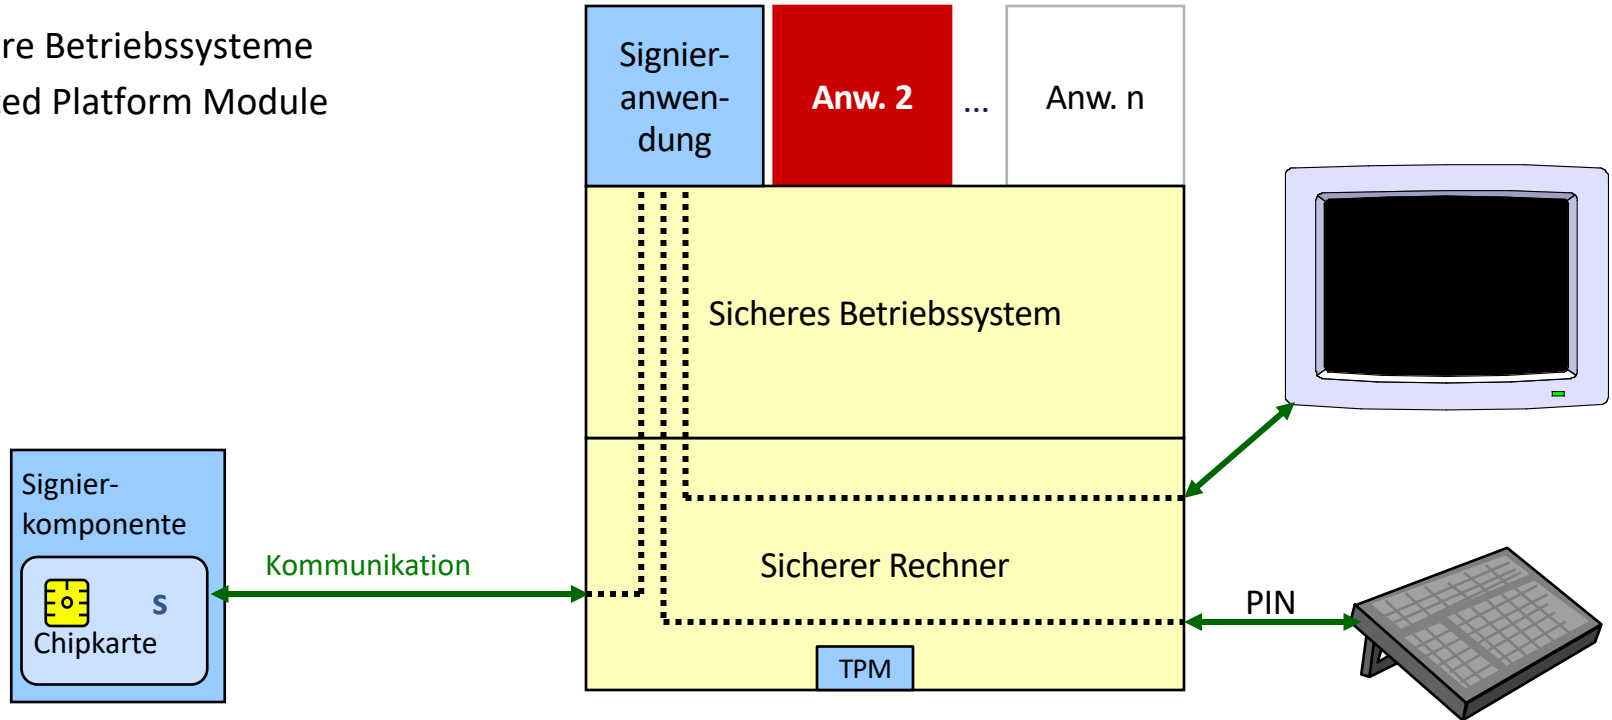 re Betriebssysteme
ted Platform Module
Signier-
anwen-
dung
Anw. 2
...
Anw. n
Sicheres Betriebssystem
Signier-
komponente
Kommunikation
Sicherer Rechner
s
Chipkarte
PIN
TPM